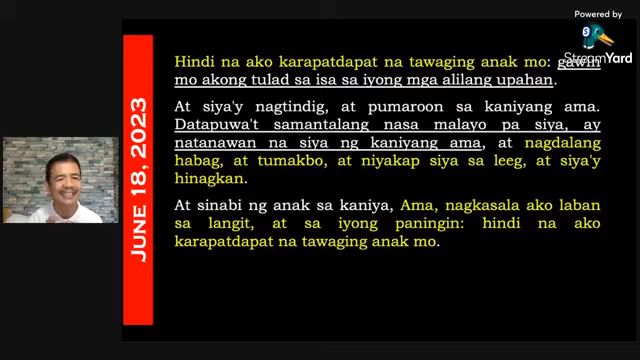 Powered by
StreamYard
JUNE 18, 2023
Hindi na ako karapatdapat na tawaging anak mo: gawin
mo akong tulad sa isa sa iyong mga alilang upahan.
At siya'y nagtindig, at pumaroon sa kaniyang ama.
Datapuwa't samantalang nasa malayo pa siya, ay
natanawan na siya ng kaniyang ama, at nagdalang
habag, at tumakbo, at niyakap siya sa leeg, at siya'y
hinagkan.
At sinabi ng anak sa kaniya, Ama, nagkasala ako laban
sa langit, at sa iyong paningin: hindi na ako
karapatdapat na tawaging anak mo.